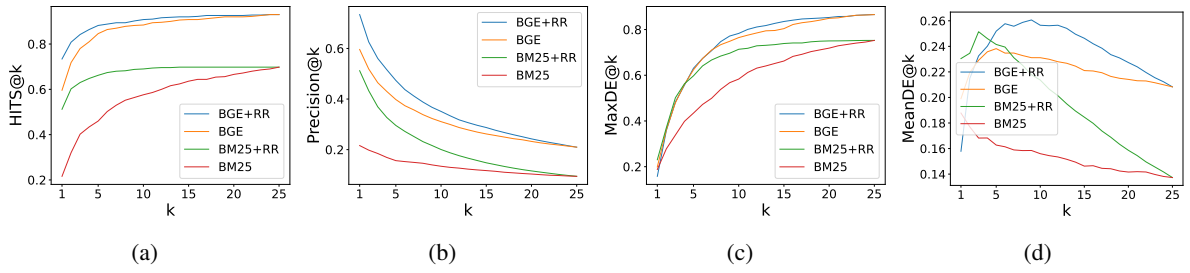 HITS@k
0.8
0.6
0.4
0.2
1 5 10 15 20 25
k
BGE+RR
BGE
BM25+RR
BM25
(a)
Precision@k
0.6
0.4
0.2
1 5 10 15 20 25
k
BGE+RR
BGE
BM25+RR
BM25
(b)
MaxDE@k
0.8
0.6
0.4
0.2
1 5 10 15 20 25
k
BGE+RR
BGE
BM25+RR
BM25
(c)
MeanDE@k
0.26
0.24
0.22
0.20
0.18
0.16
0.14
1 5 10 15 20 25
k
BGE+RR
BGE
BM25+RR
BM25
(d)